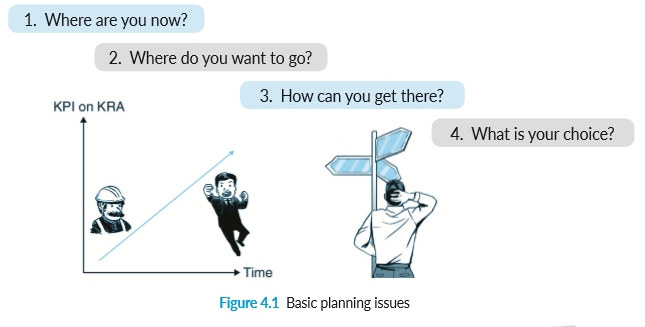 1. Where are you now?
2. Where do you want to go?
3. How can you get there?
KPI on KRA
4. What is your choice?
Time
Figure 4.1 Basic planning issues